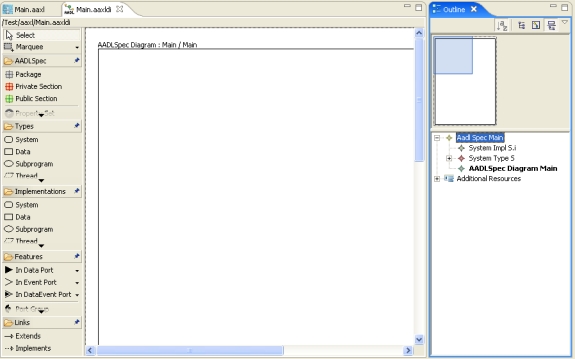 Main.aaxl
Main.aaxldi
/Test/aaxl/Main.aaxldi
Select
Marquee
AADLSpec
Package
Private Section
Public Section
Property Set
Types
System
Data
Subprogram
Thread
Implementations
System
Data
Subprogram
Thread
Features
In Data Port
In Event Port
In DataEvent Port
Port Group
Links
Extends
Implements
AADLSpec Diagram : Main / Main
Outline
Aadl Spec Main
System Impl S.i
System Type S
AADLSpec Diagram Main
Additional Resources